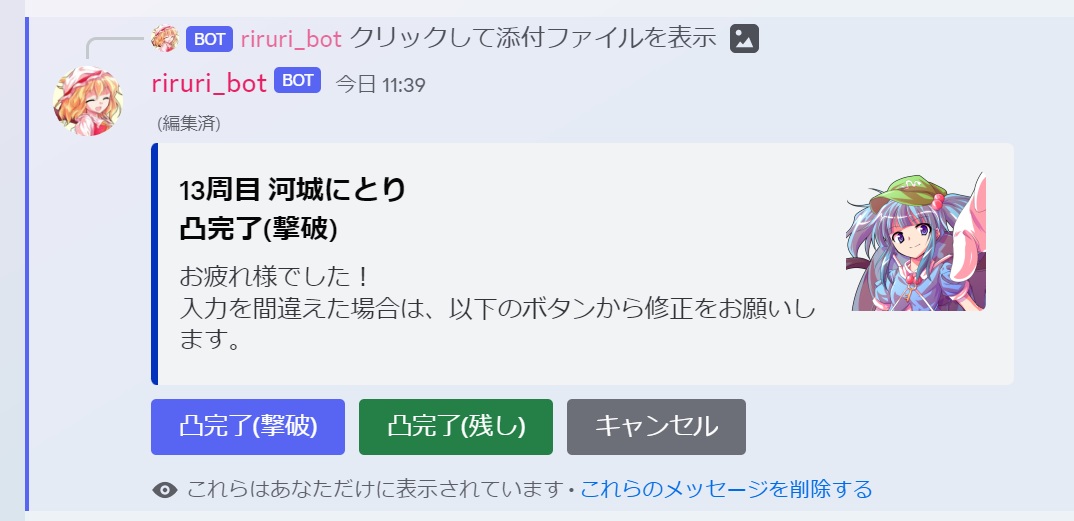 BOT riruri_bot クリックして添付ファイルを表示
riruri_bot BOT 今日 11:39
(編集済)
13周目 河城にとり
凸完了(撃破)
お疲れ様でした！
入力を間違えた場合は、以下のボタンから修正をお願いし
ます。
凸完了(撃破) 凸完了(残し) キャンセル
これらはあなただけに表示されています・これらのメッセージを削除する